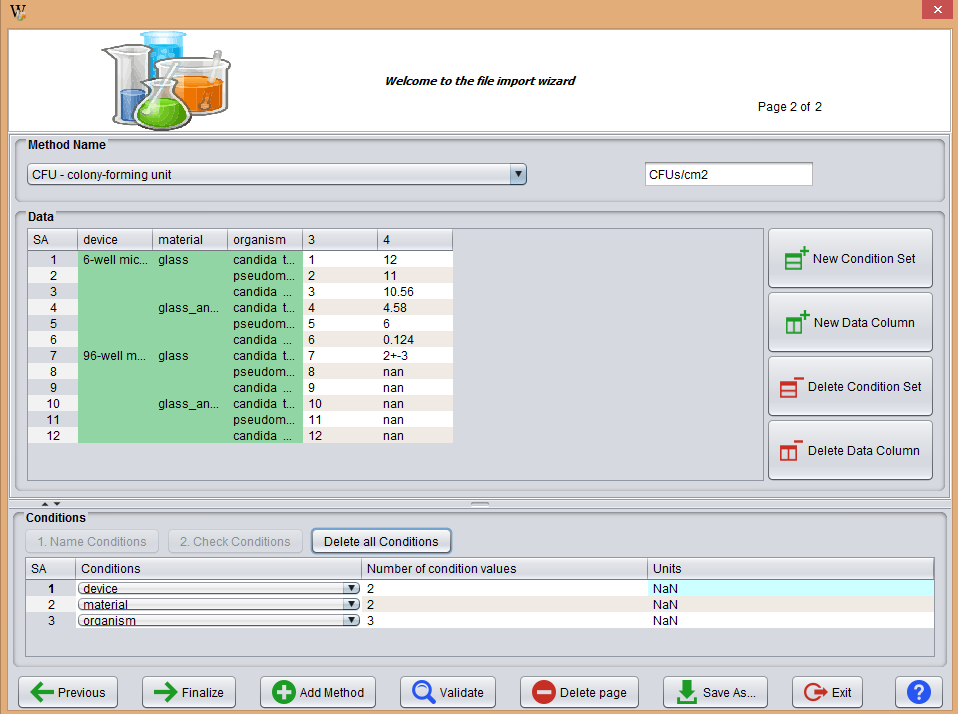 W
Welcome to the file import wizard
Page 2 of 2
Method Name
CFU - colony-forming unit
CFUs/cm2
Data
SA device material organism 3 4
1 6-well mic... glass candida t... 1 12
2 pseudom... 2 11
3 candida ... 3 10.56
4 glass_an... candida t... 4 4.58
5 pseudom... 5 6
6 candida ... 6 0.124
7 96-well m... glass candida t... 7 2+-3
8 pseudom... 8 nan
9 candida ... 9 nan
10 glass_an... candida t... 10 nan
11 pseudom... 11 nan
12 candida ... 12 nan
New Condition Set
New Data Column
Delete Condition Set
Delete Data Column
Conditions
1. Name Conditions 2. Check Conditions Delete all Conditions
SA Conditions Number of condition values Units
1 device 2 NaN
2 material 2 NaN
3 organism 3 NaN
Previous Finalize Add Method Validate Delete page Save As... Exit ?